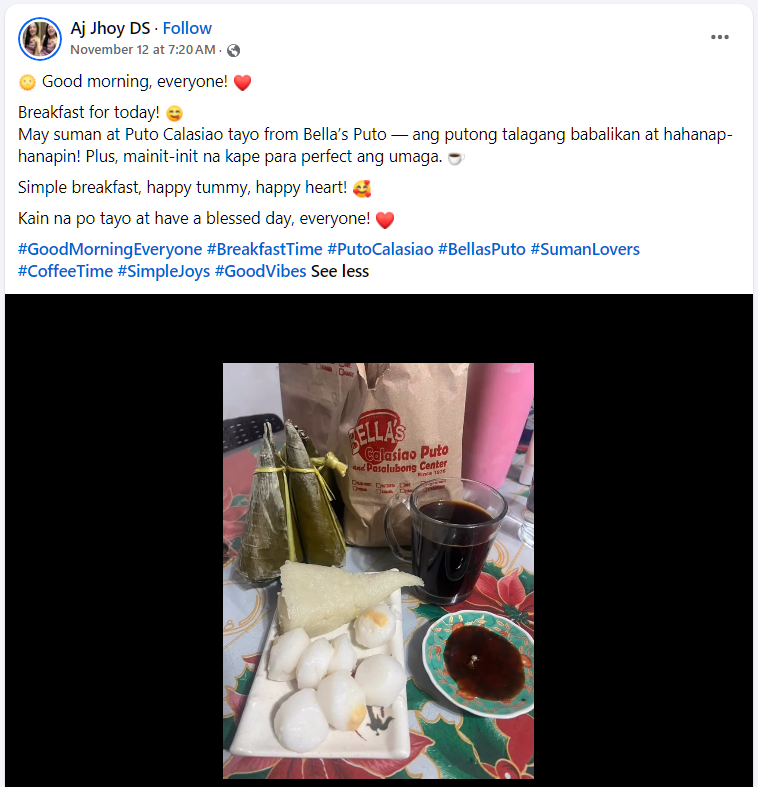 Aj Jhoy DS · Follow
November 12 at 7:20 AM ·
🌝 Good morning, everyone! ❤️
Breakfast for today! 😋
May suman at Puto Calasiao tayo from Bella’s Puto — ang putong talagang babalikan at hahanap-
hanapin! Plus, mainit-init na kape para perfect ang umaga. ☕
Simple breakfast, happy tummy, happy heart! 🥰
Kain na po tayo at have a blessed day, everyone! ❤️
#GoodMorningEveryone #BreakfastTime #PutoCalasiao #BellasPuto #SumanLovers
#CoffeeTime #SimpleJoys #GoodVibes See less
BELLA'S
Calasiao Puto
and Pasalubong Center
Since 1976